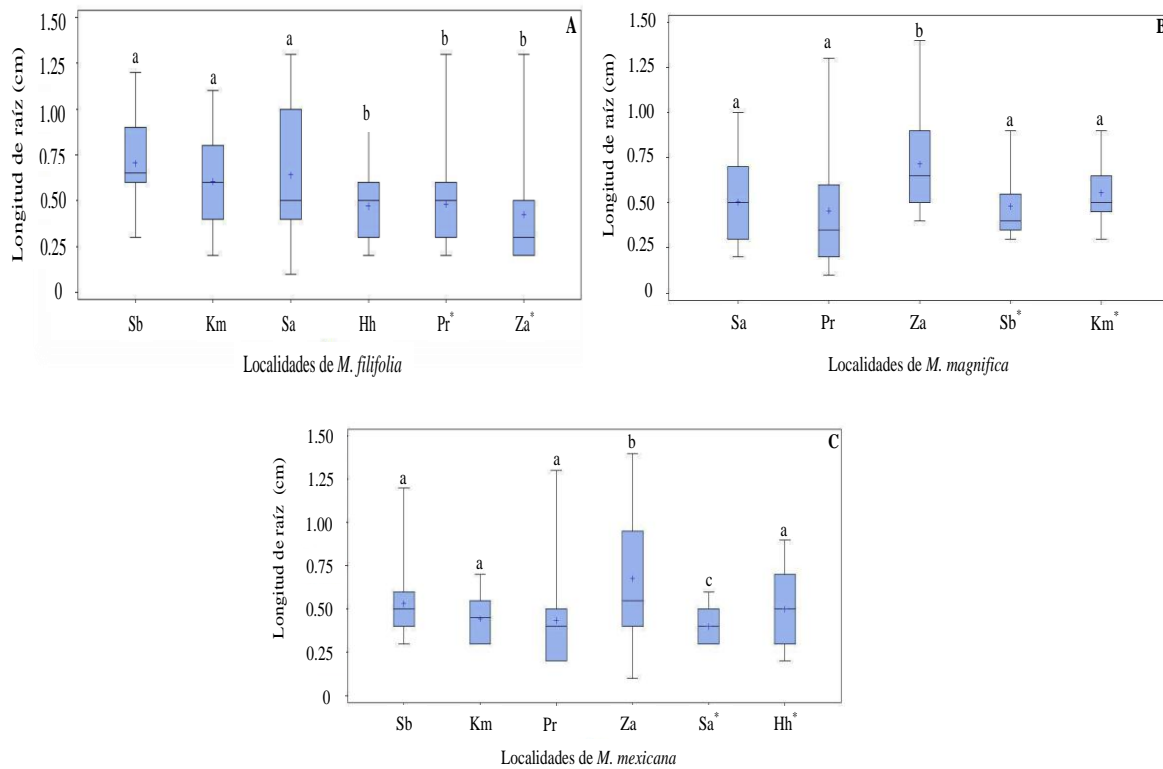 A
Longitud de raíz (cm)
1.50
1.25
1.00
0.75
0.50
0.25
0
a
a
a
b
b
b
Sb
Km
Sa
Hh
Pr*
Za*
Localidades de M. filifolia
B
Longitud de raíz (cm)
1.50
1.25
1.00
0.75
0.50
0.25
0
a
a
b
a
a
Sa
Pr
Za
Sb*
Km*
Localidades de M. magnifica
C
Longitud de raíz (cm)
1.50
1.25
1.00
0.75
0.50
0.25
0
a
a
a
b
c
a
Sb
Km
Pr
Za
Sa*
Hh*
Localidades de M. mexicana